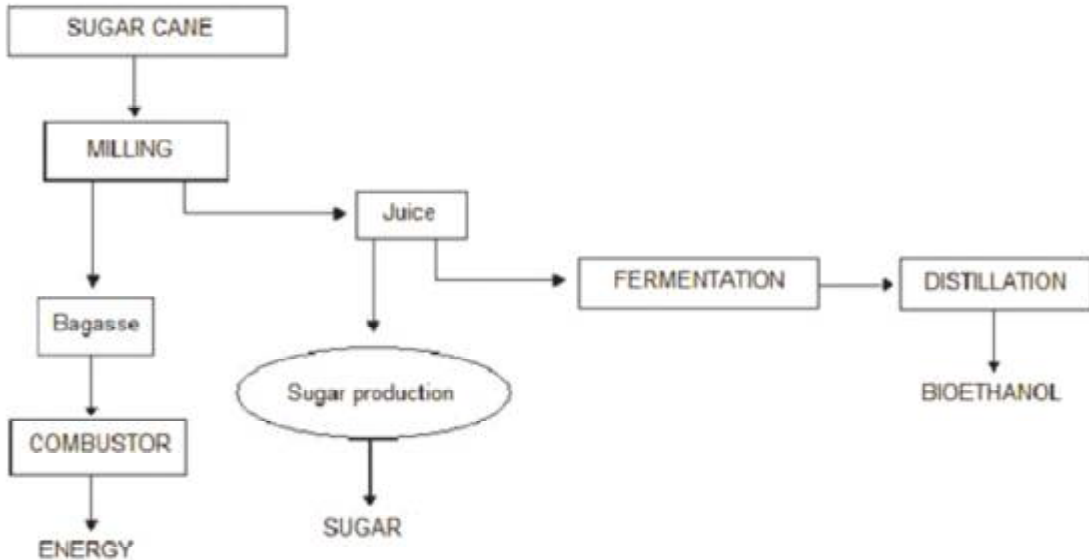 SUGAR CANE
MILLING
Juice
FERMENTATION
DISTILLATION
Bagasse
Sugar production
BIOETHANOL
COMBUSTOR
SUGAR
ENERGY